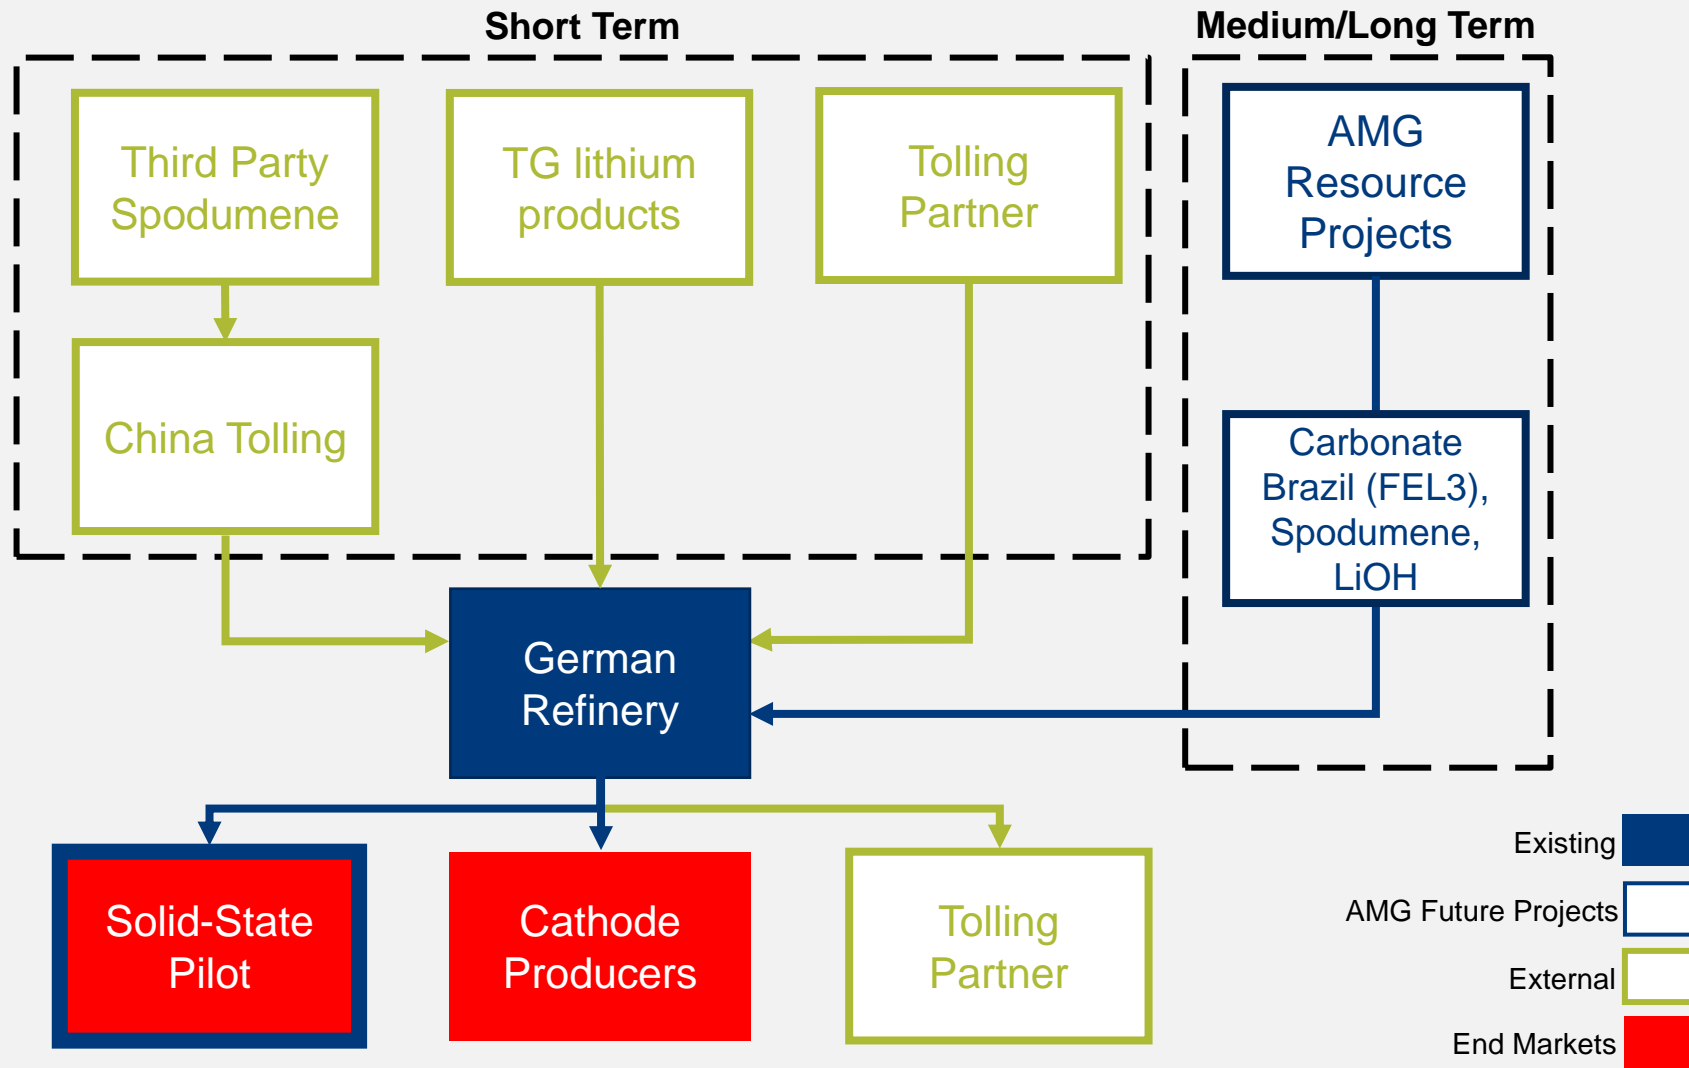 Short Term
Medium/Long Term
Third Party
Spodumene
TG lithium
products
Tolling
Partner
AMG
Resource
Projects
China Tolling
Carbonate
Brazil (FEL3),
Spodumene,
LiOH
German
Refinery
Solid-State
Pilot
Cathode
Producers
Tolling
Partner
Existing
AMG Future Projects
External
End Markets